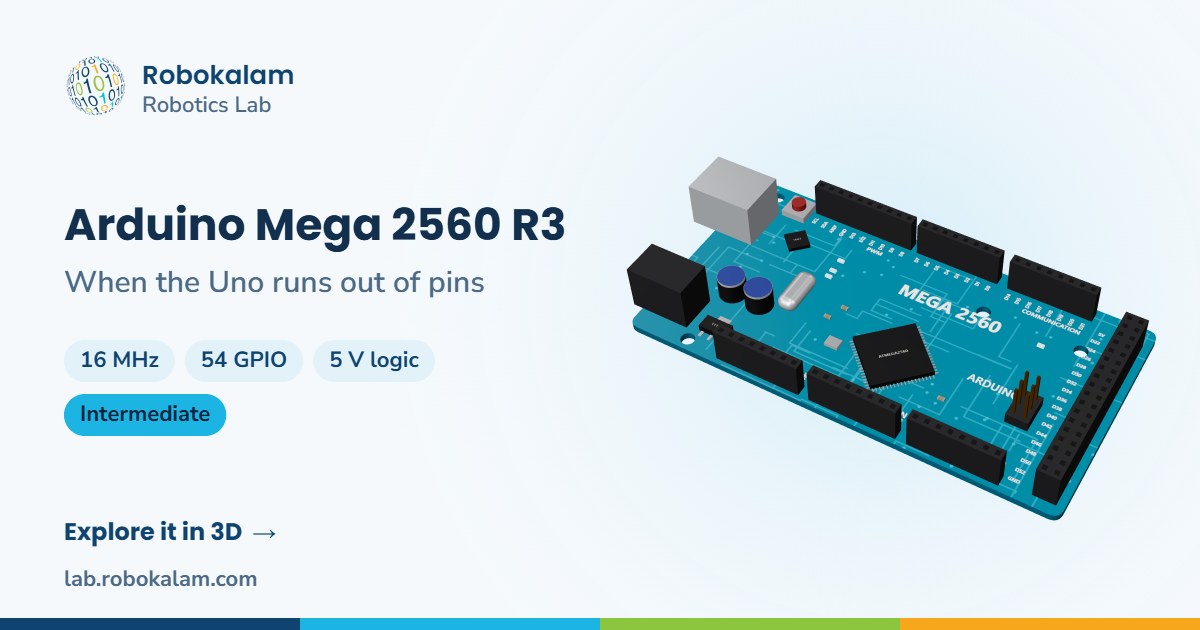 Robokalam
Robotics Lab
Arduino Mega 2560 R3
When the Uno runs out of pins
16 MHz
54 GPIO
5 V logic
Intermediate
Explore it in 3D →
lab.robokalam.com
PWM
MEGA 2560
COMMUNICATION
ARDUINO